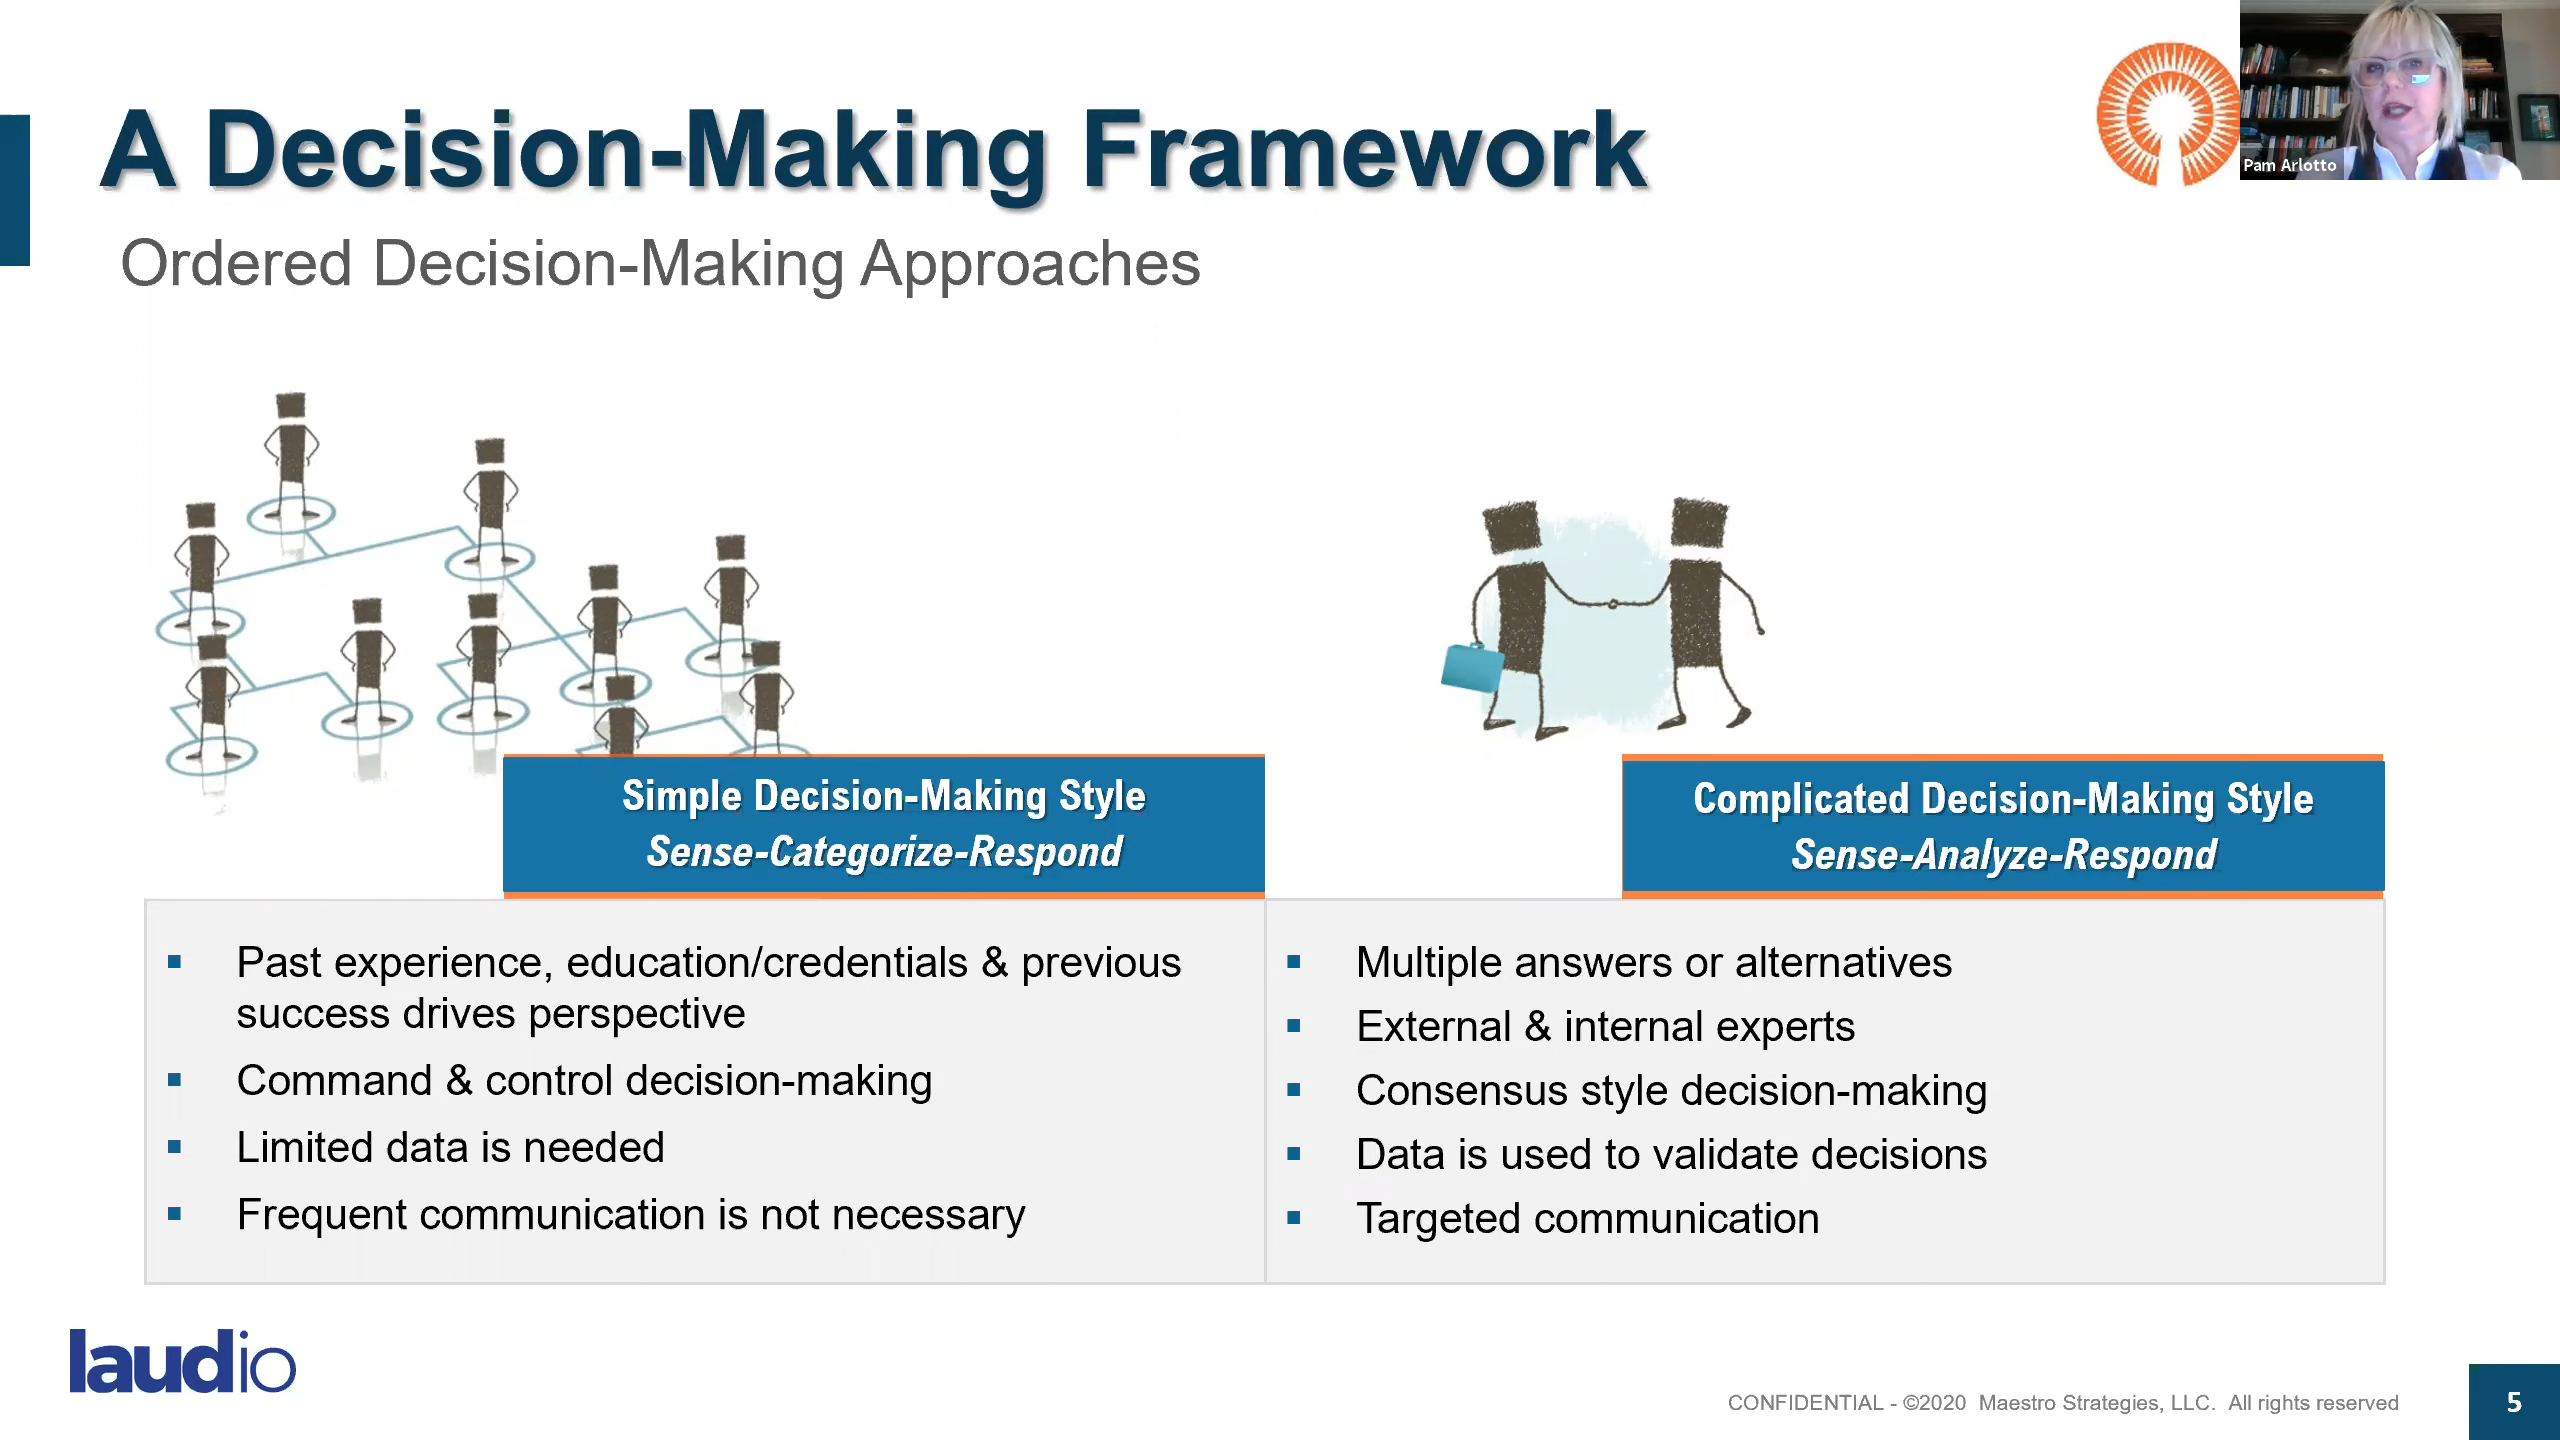 Pam Arlotto
A Decision-Making Framework
Ordered Decision-Making Approaches
Simple Decision-Making Style
Sense-Categorize-Respond
Past experience, education/credentials & previous
success drives perspective
Command & control decision-making
Limited data is needed
Frequent communication is not necessary
Complicated Decision-Making Style
Sense-Analyze-Respond
Multiple answers or alternatives
External & internal experts
Consensus style decision-making
Data is used to validate decisions
Targeted communication
laudio
CONFIDENTIAL - ©2020 Maestro Strategies, LLC. All rights reserved
5